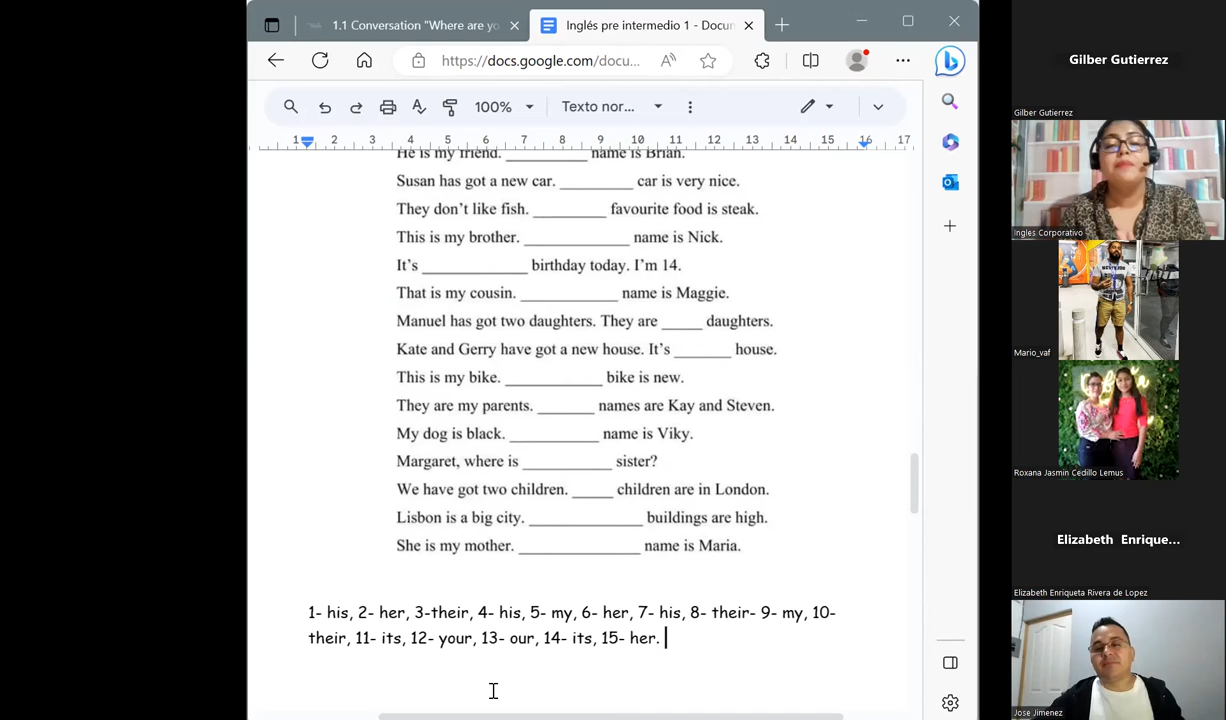 1.1 Conversation "Where are yo
Inglés pre intermedio 1 - Docun
https://docs.google.com/docu...
100%
Texto nor...
1 2 3 4 5 6 7 8 9 10 11 12 13 14 15 16 17
He is my friend. __________ name is Brian.
Susan has got a new car. _________ car is very nice.
They don't like fish. _________ favourite food is steak.
This is my brother. _____________ name is Nick.
It's _____________ birthday today. I'm 14.
That is my cousin. ____________ name is Maggie.
Manuel has got two daughters. They are _____ daughters.
Kate and Gerry have got a new house. It's _______ house.
This is my bike. ____________ bike is new.
They are my parents. _______ names are Kay and Steven.
My dog is black. ___________ name is Viky.
Margaret, where is ___________ sister?
We have got two children. _____ children are in London.
Lisbon is a big city. ______________ buildings are high.
She is my mother. _______________ name is Maria.
1- his, 2- her, 3-their, 4- his, 5- my, 6- her, 7- his, 8- their- 9- my, 10-
their, 11- its, 12- your, 13- our, 14- its, 15- her.
Gilber Gutierrez
Gilber Gutierrez
Ingles Corporativo
Mario_vaf
Roxana Jasmin Cedillo Lemus
Elizabeth Enrique...
Elizabeth Enriqueta Rivera de Lopez
Jose Jimenez